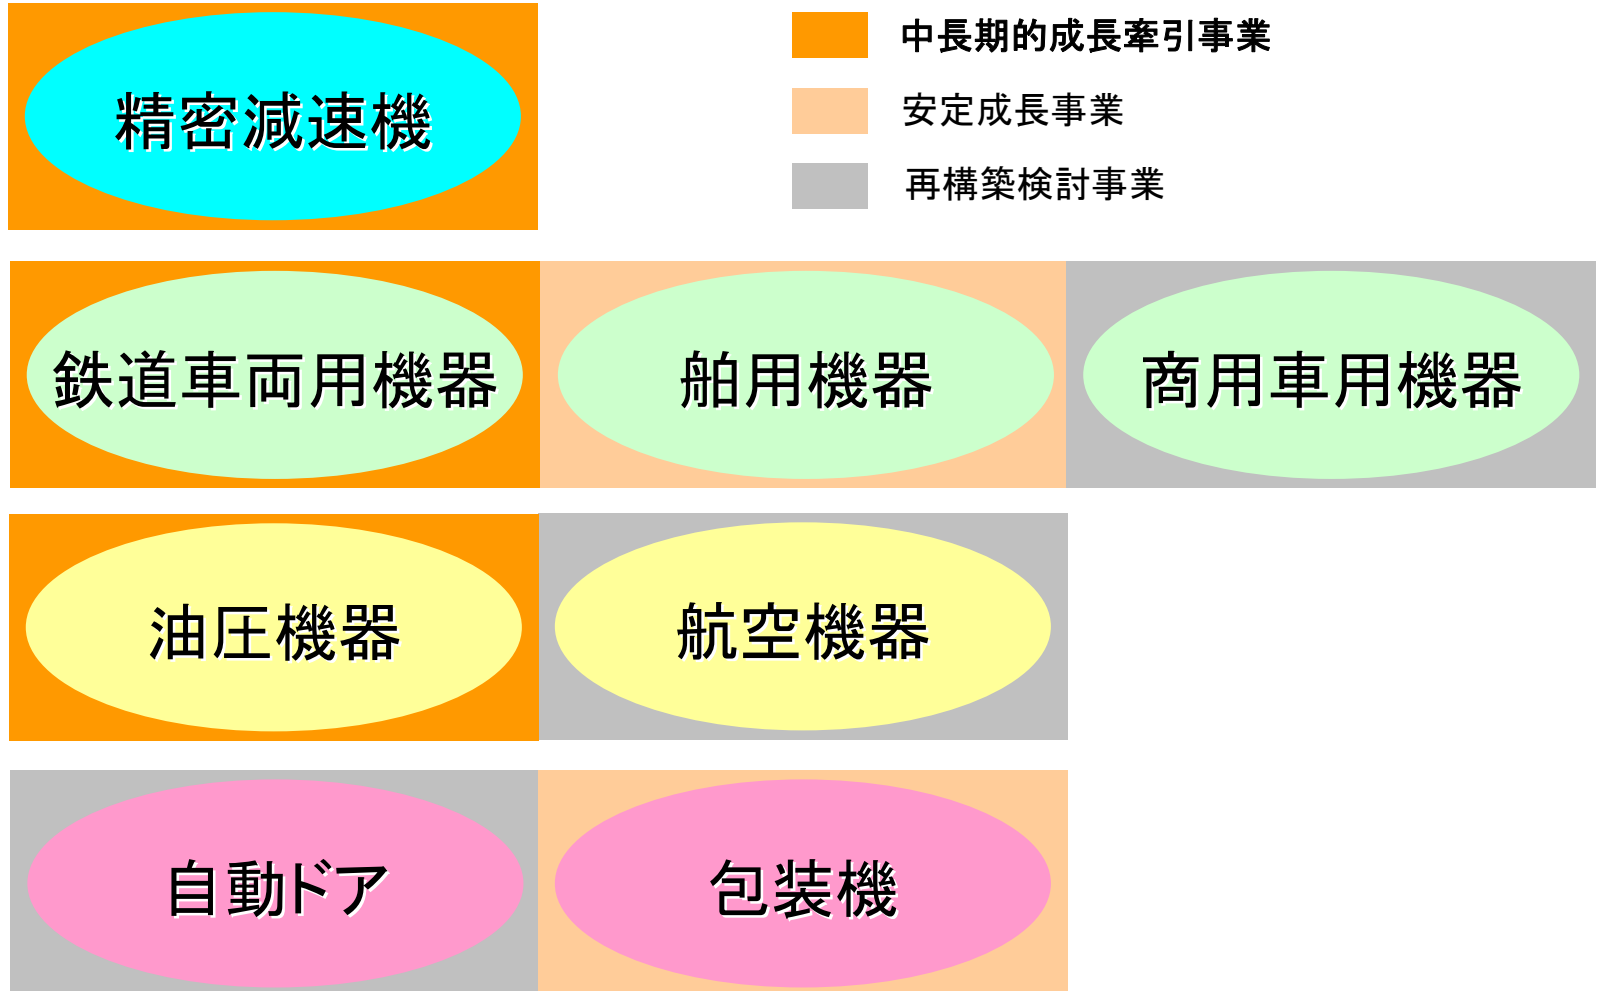 精密減速機
中長期的成長牽引事業
安定成長事業
再構築検討事業
鉄道車両用機器
舶用機器
商用車用機器
油圧機器
航空機器
自動ドア
包装機